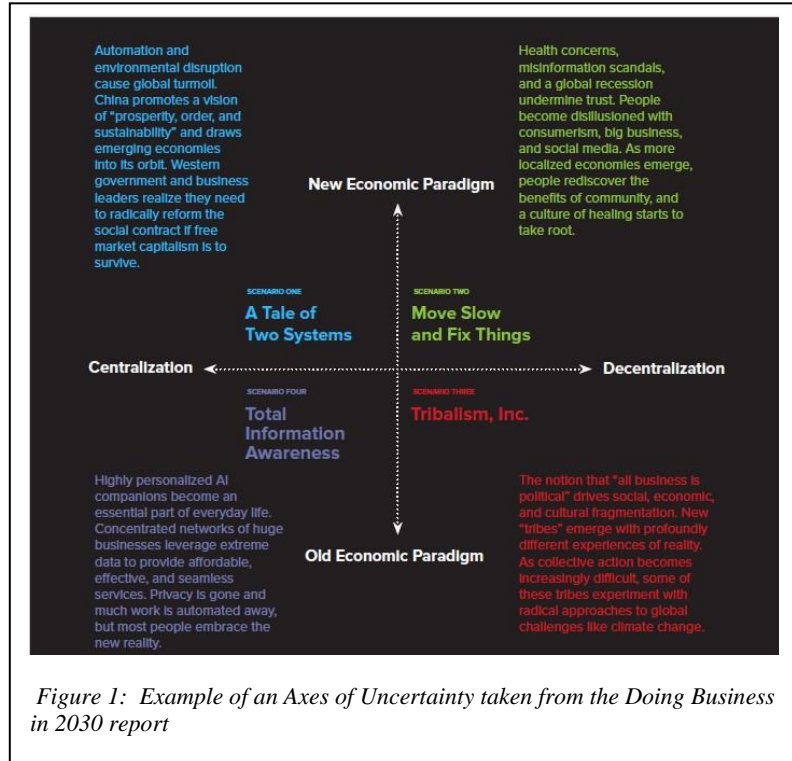 Automation and
environmental disruption
cause global turmoil.
China promotes a vision
of "prosperity, order, and
sustainability" and draws
emerging economies
into its orbit. Western
government and business
leaders realize they need
to radically reform the
social contract if free
market capitalism is to
survive.
Health concerns,
misinformation scandals,
and a global recession
undermine trust. People
become disillusioned with
consumerism, big business,
and social media. As more
localized economies emerge,
people rediscover the
benefits of community, and
a culture of healing starts to
take root.
New Economic Paradigm
SCENARIO ONE
A Tale of
Two Systems
SCENARIO TWO
Move Slow
and Fix Things
Centralization
Decentralization
SCENARIO FOUR
Total
Information
Awareness
SCENARIO THREE
Tribalism, Inc.
Highly personalized AI
companions become an
essential part of everyday life.
Concentrated networks of huge
businesses leverage extreme
data to provide affordable,
effective, and seamless
services. Privacy is gone and
much work is automated away,
but most people embrace the
new reality.
Old Economic Paradigm
The notion that "all business is
political" drives social, economic,
and cultural fragmentation. New
"tribes" emerge with profoundly
different experiences of reality.
As collective action becomes
increasingly difficult, some of
these tribes experiment with
radical approaches to global
challenges like climate change.
Figure 1: Example of an Axes of Uncertainty taken from the Doing Business
in 2030 report